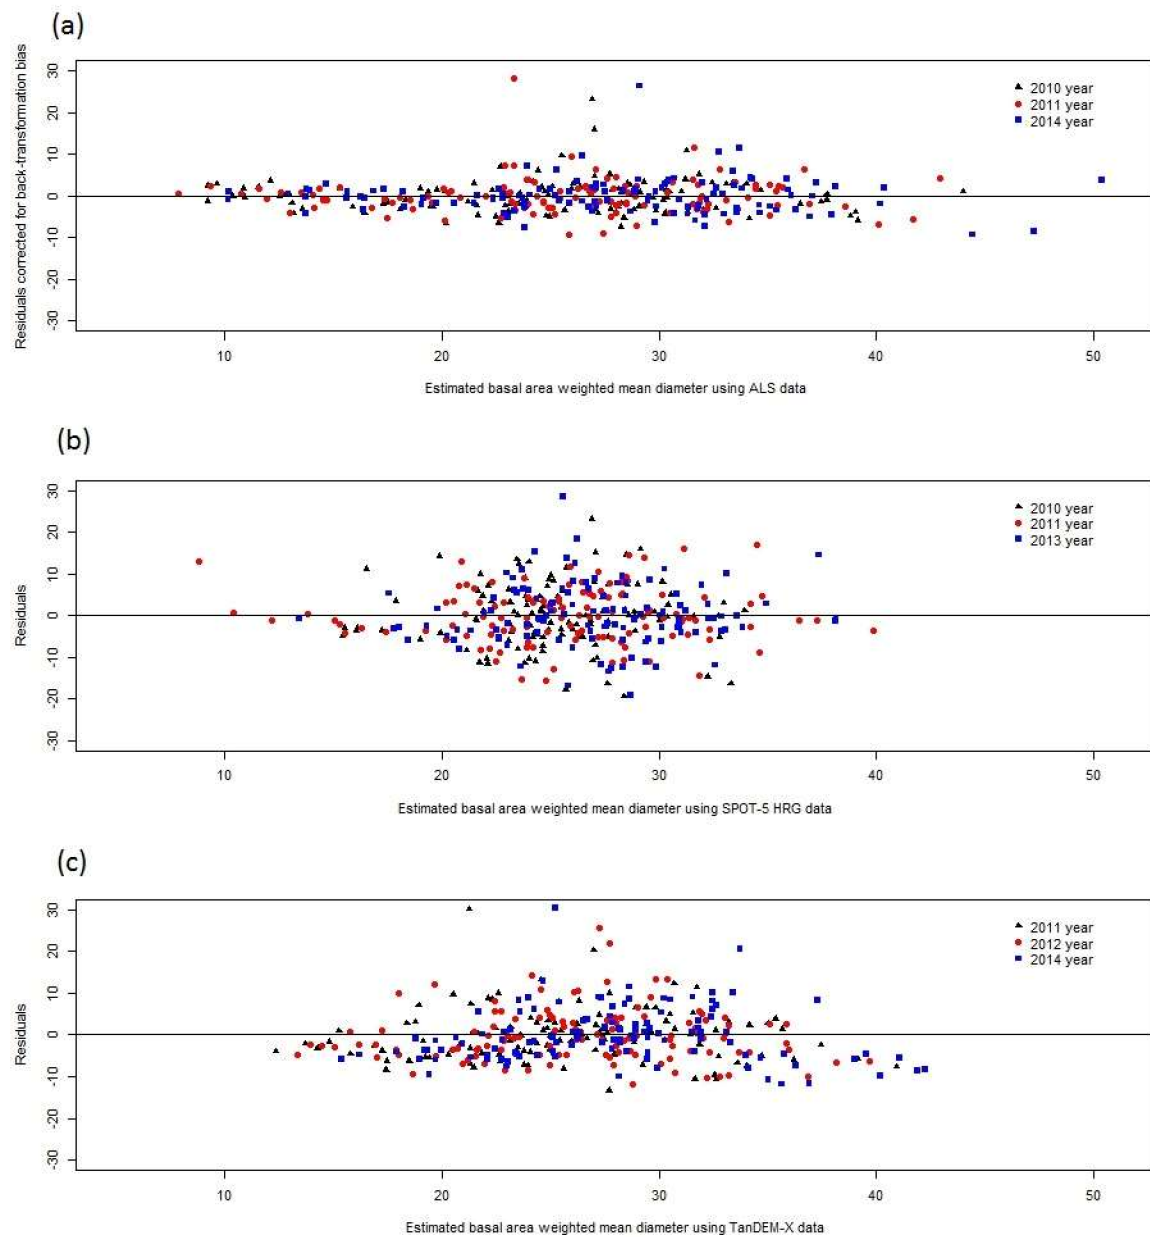 (a)
Residuals corrected for back-transformation bias
30
20
10
0
-10
-20
-30
2010 year
2011 year
2014 year
10 20 30 40 50
Estimated basal area weighted mean diameter using ALS data
(b)
Residuals
30
20
10
0
-10
-20
-30
2010 year
2011 year
2013 year
10 20 30 40 50
Estimated basal area weighted mean diameter using SPOT-5 HRG data
(c)
Residuals
30
20
10
0
-10
-20
-30
2011 year
2012 year
2014 year
10 20 30 40 50
Estimated basal area weighted mean diameter using TanDEM-X data